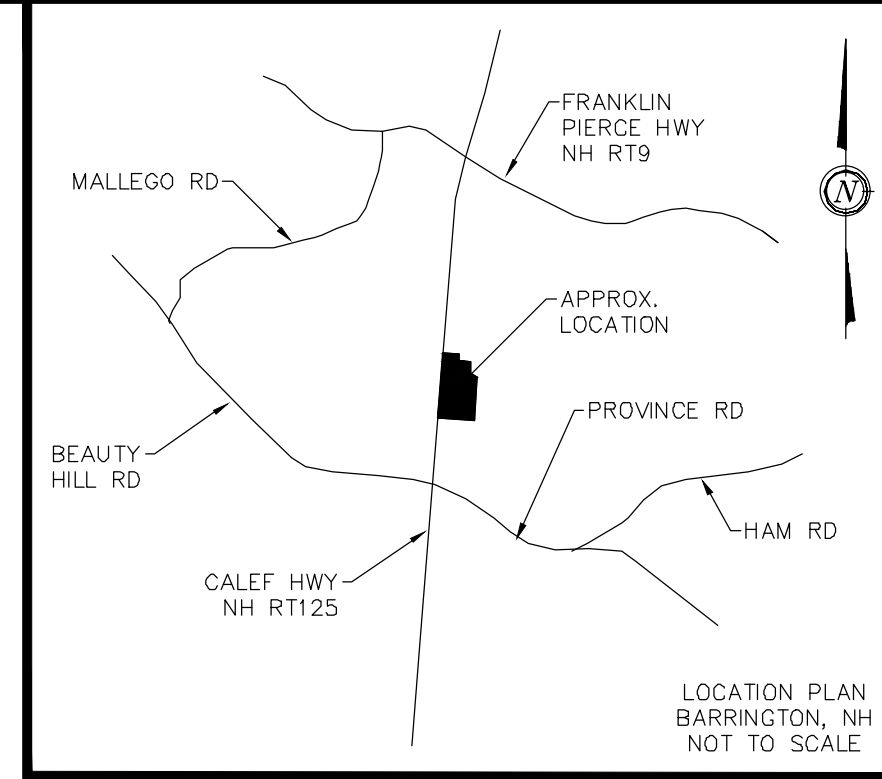 FRANKLIN
PIERCE HWY
NH RT9
MALLEGO RD
N
APPROX.
LOCATION
PROVINCE RD
BEAUTY
HILL RD
HAM RD
CALEF HWY
NH RT125
LOCATION PLAN
BARRINGTON, NH
NOT TO SCALE